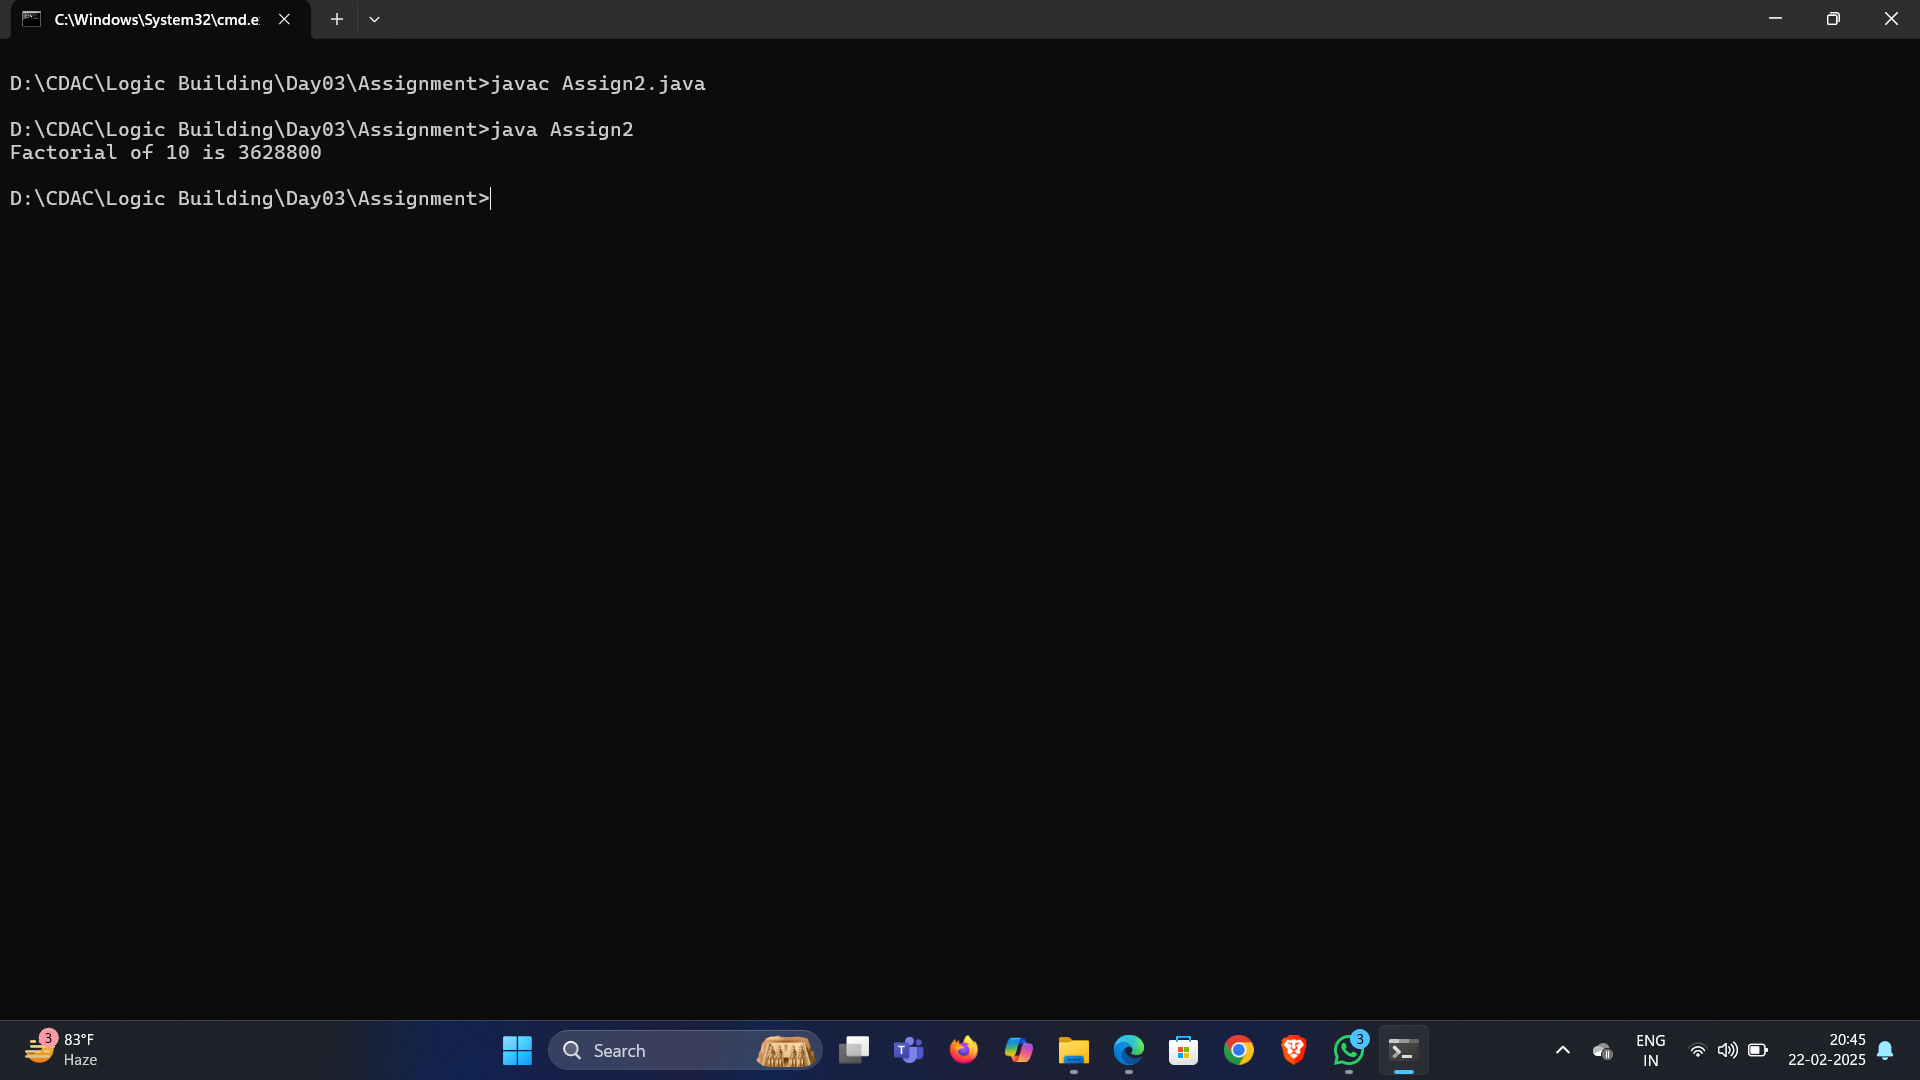 C:\Windows\System32\cmd.e
D:\CDAC\Logic Building\Day03\Assignment>javac Assign2.java
D:\CDAC\Logic Building\Day03\Assignment>java Assign2
Factorial of 10 is 3628800
D:\CDAC\Logic Building\Day03\Assignment>
3
83°F
Haze
Search
T
3
ENG
IN
20:45
22-02-2025